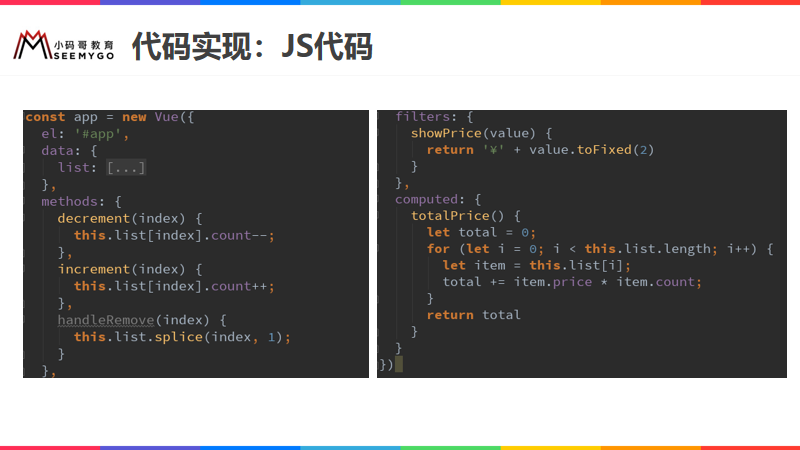 小码哥教育
SEEMYGO
代码实现：JS代码
const app = new Vue({
  el: '#app',
  data: {
    list: [...]
  },
  methods: {
    decrement(index) {
      this.list[index].count--;
    },
    increment(index) {
      this.list[index].count++;
    },
    handleRemove(index) {
      this.list.splice(index, 1);
    }
  },
  filters: {
    showPrice(value) {
      return '¥' + value.toFixed(2)
    }
  },
  computed: {
    totalPrice() {
      let total = 0;
      for (let i = 0; i < this.list.length; i++) {
        let item = this.list[i];
        total += item.price * item.count;
      }
      return total
    }
  }
})